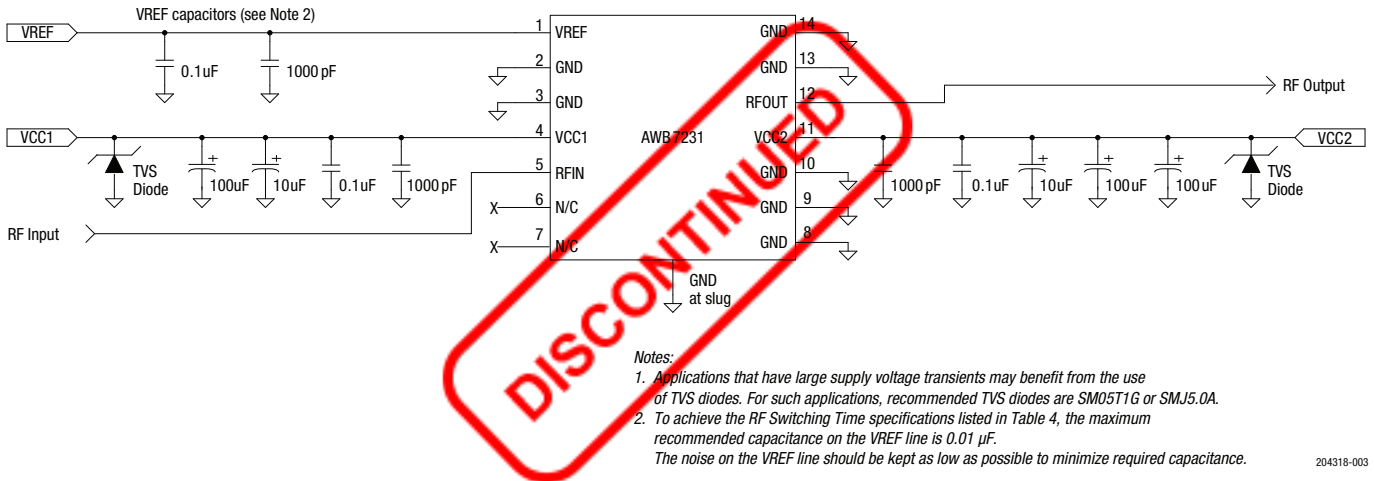 VREF capacitors (see Note 2)
VREF
0.1uF
1000 pF
1 VREF
2 GND
3 GND
VCC1
4 VCC1
TVS
Diode
+
100uF
+
10uF
0.1uF
1000 pF
5 RFIN
6 N/C
X
RF Input
7 N/C
X
AWB7231
GND 14
GND 13
RFOUT 12
RF Output
VCC2 11
VCC2
GND 10
GND 9
GND 8
1000 pF
0.1uF
+
10uF
+
100uF
+
100uF
TVS
Diode
GND
at slug
DISCONTINUED
Notes:
1. Applications that have large supply voltage transients may benefit from the use
of TVS diodes. For such applications, recommended TVS diodes are SM05T1G or SMJ5.0A.
2. To achieve the RF Switching Time specifications listed in Table 4, the maximum
recommended capacitance on the VREF line is 0.01 µF.
The noise on the VREF line should be kept as low as possible to minimize required capacitance.
204318-003